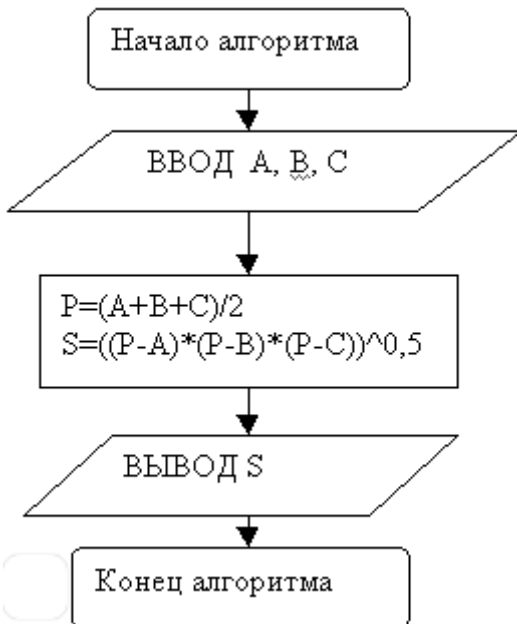 Начало алгоритма
ВВОД А, В, С
P=(A+B+C)/2
S=((P-A)*(P-B)*(P-C))^0,5
ВЫВОД S
Конец алгоритма